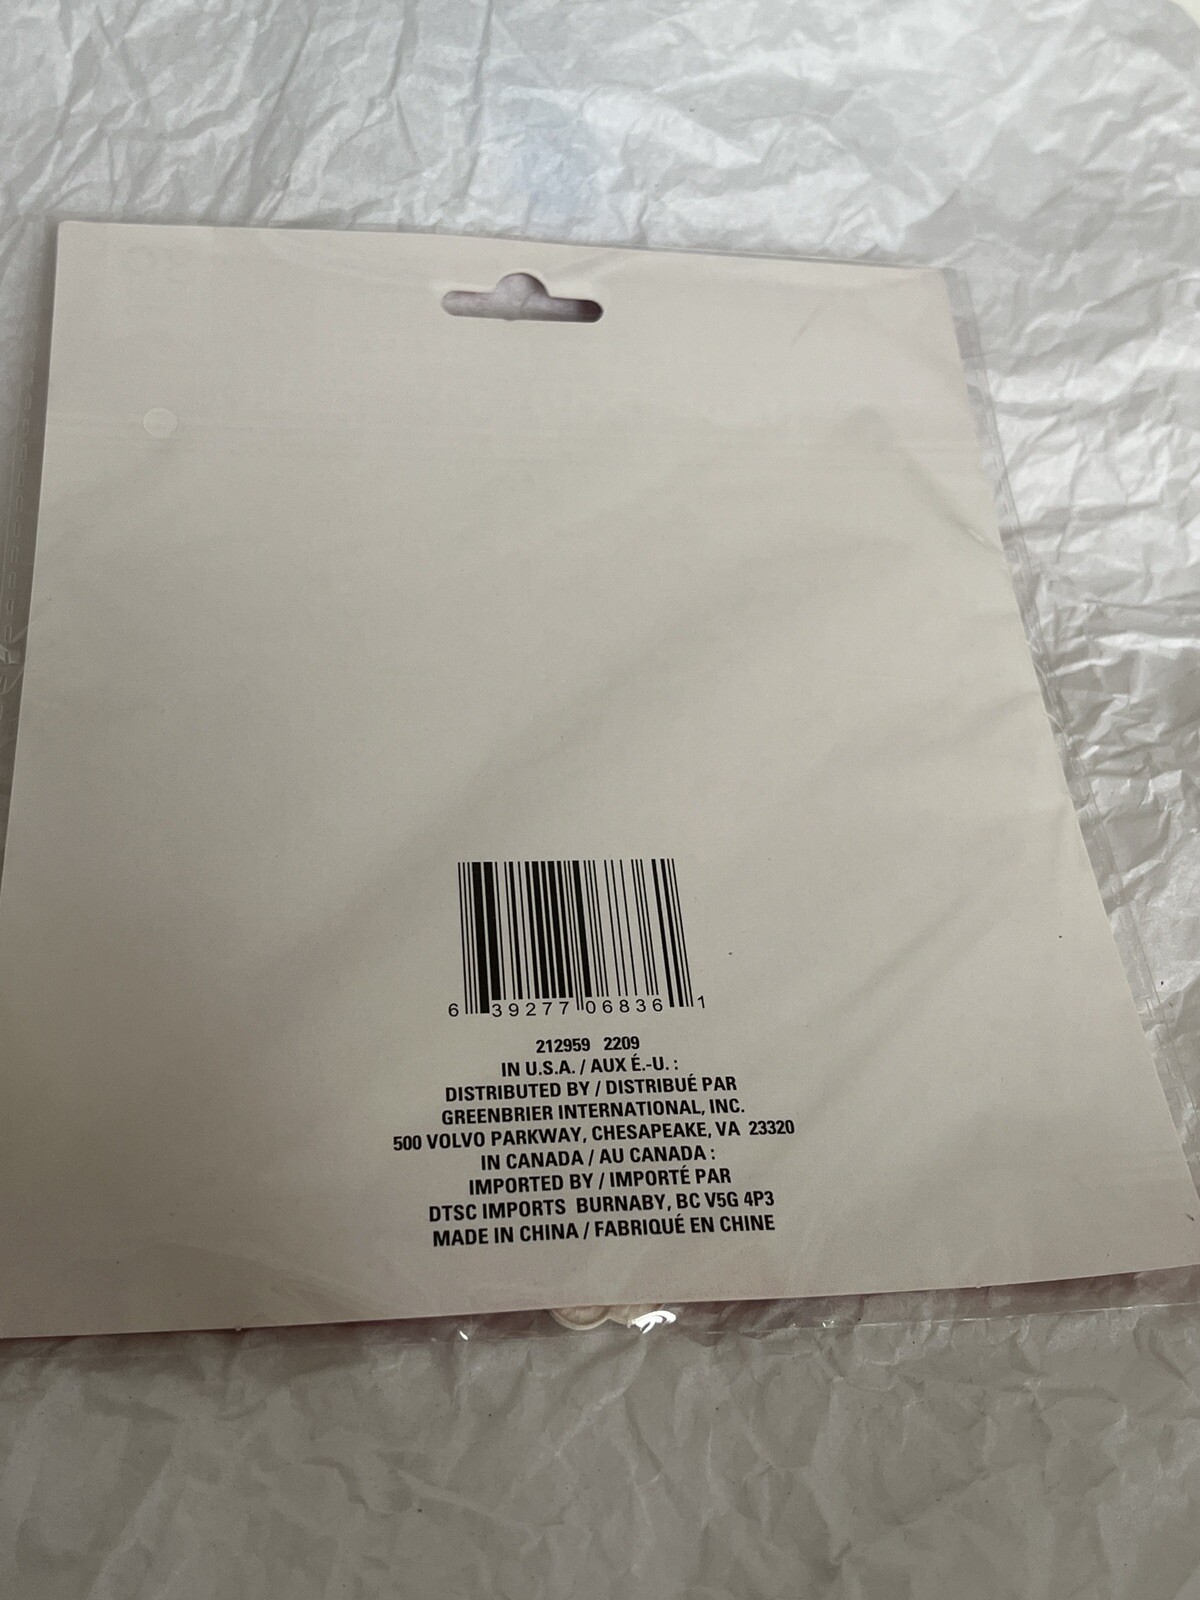 6 39277 06836 1
212959 2209
IN U.S.A. / AUX É.-U. :
DISTRIBUTED BY / DISTRIBUÉ PAR
GREENBRIER INTERNATIONAL, INC.
500 VOLVO PARKWAY, CHESAPEAKE, VA 23320
IN CANADA / AU CANADA :
IMPORTED BY / IMPORTÉ PAR
DTSC IMPORTS BURNABY, BC V5G 4P3
MADE IN CHINA / FABRIQUÉ EN CHINE